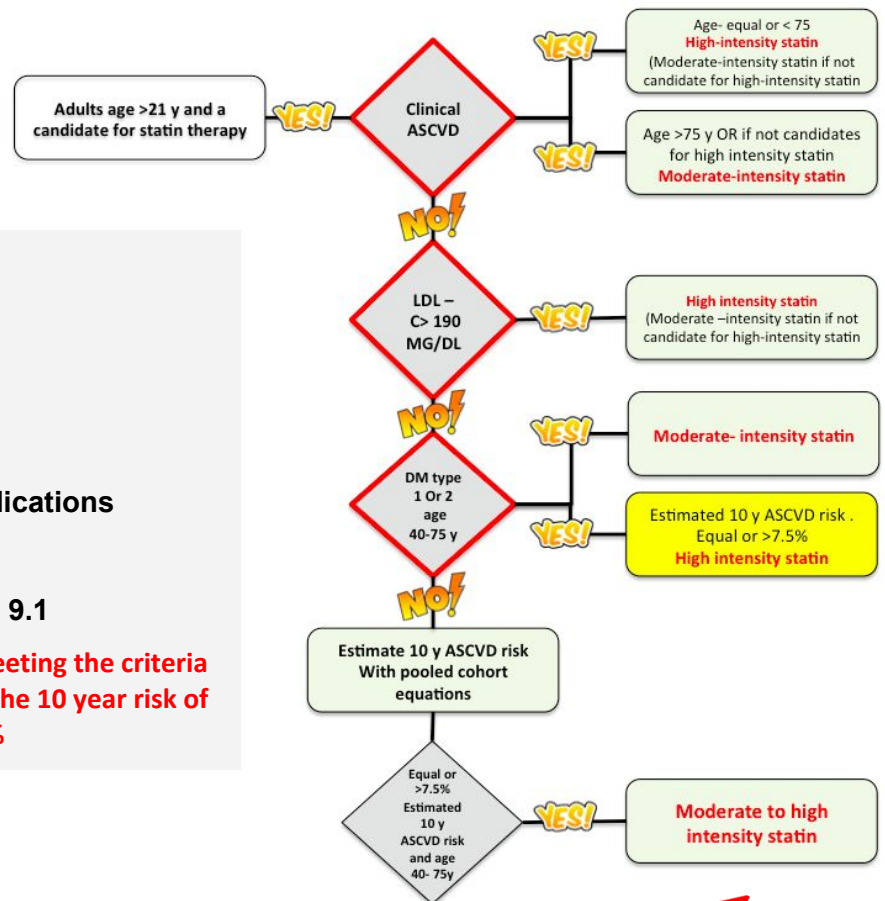 Adults age >21 y and a
candidate for statin therapy
YES!
Clinical
ASCVD
YES!
Age- equal or < 75
High-intensity statin
(Moderate-intensity statin if not
candidate for high-intensity statin
YES!
Age >75 y OR if not candidates
for high intensity statin
Moderate-intensity statin
NO!
LDL –
C> 190
MG/DL
YES!
High intensity statin
(Moderate –intensity statin if not
candidate for high-intensity statin
NO!
DM type
1 Or 2
age
40-75 y
YES!
Moderate- intensity statin
YES!
Estimated 10 y ASCVD risk .
Equal or >7.5%
High intensity statin
NO!
Estimate 10 y ASCVD risk
With pooled cohort
equations
Equal or
>7.5%
Estimated
10 y
ASCVD risk
and age
40- 75y
YES!
Moderate to high
intensity statin
9.1
the 10 year risk of